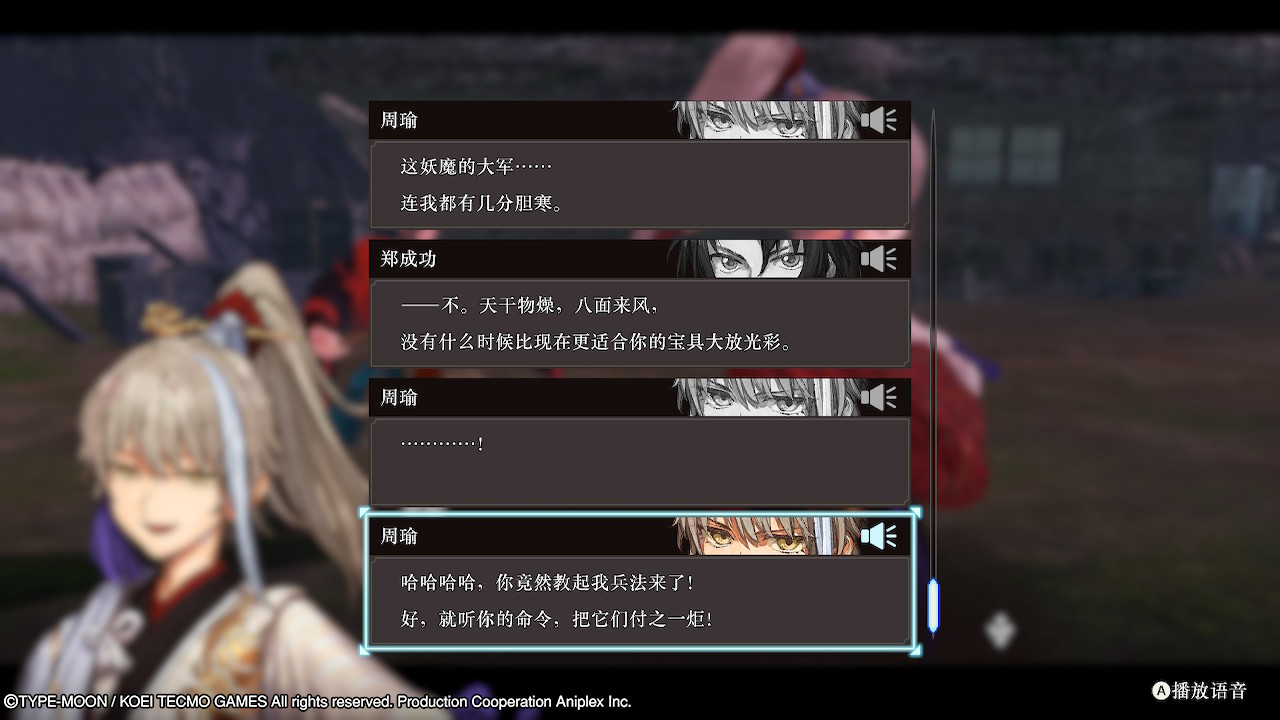 周瑜
这妖魔的大军……
连我都有几分胆寒。
郑成功
——不。天干物燥，八面来风，
没有什么时候比现在更适合你的宝具大放光彩。
周瑜
…………！
周瑜
哈哈哈哈，你竟然教起我兵法来了！
好，就听你的命令，把它们付之一炬！
©TYPE-MOON / KOEI TECMO GAMES All rights reserved. Production Cooperation Aniplex Inc.
A播放语音